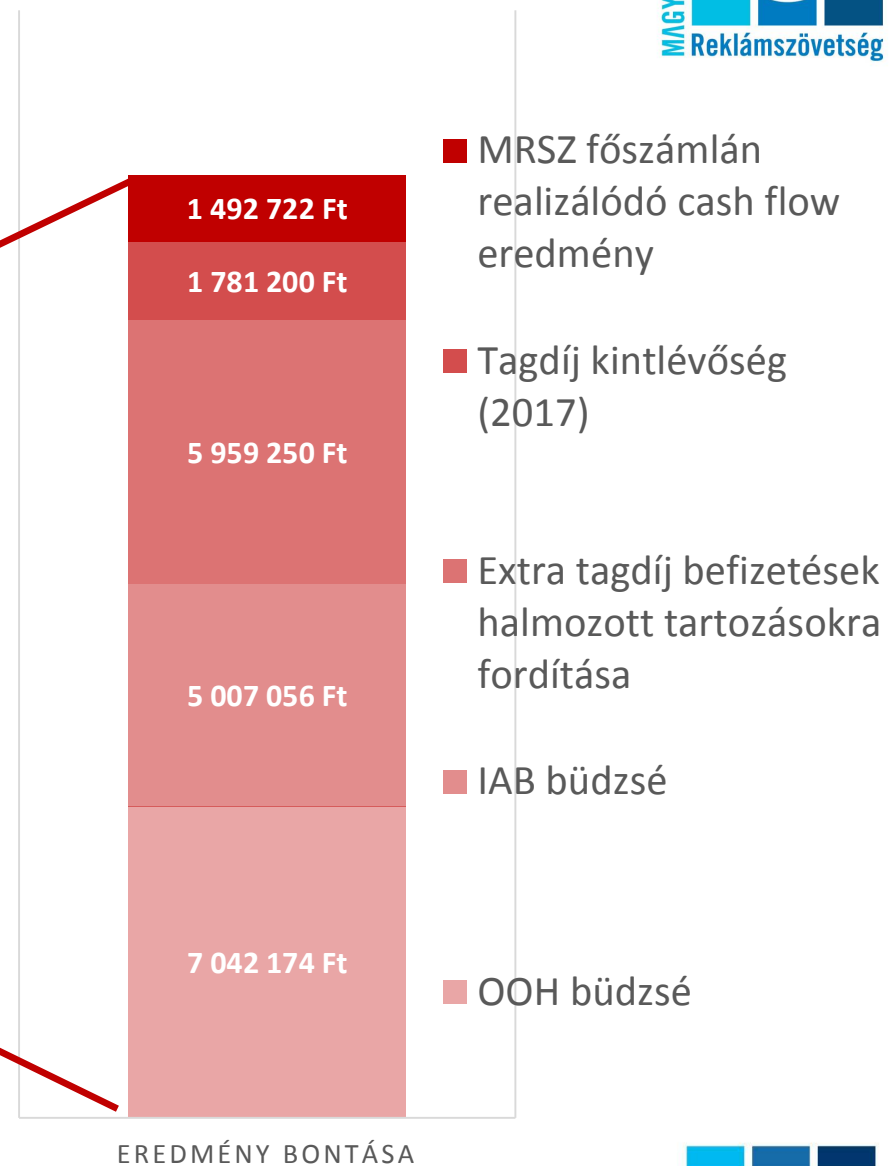 MAGY
Reklámszövetség
1 492 722 Ft
1 781 200 Ft
5 959 250 Ft
5 007 056 Ft
7 042 174 Ft
MRSZ főszámlán
realizálódó cash flow
eredmény
Tagdíj kintlévőség
(2017)
Extra tagdíj befizetések
halmozott tartozásokra
fordítása
IAB büdzsé
OOH büdzsé
EREDMÉNY BONTÁSA